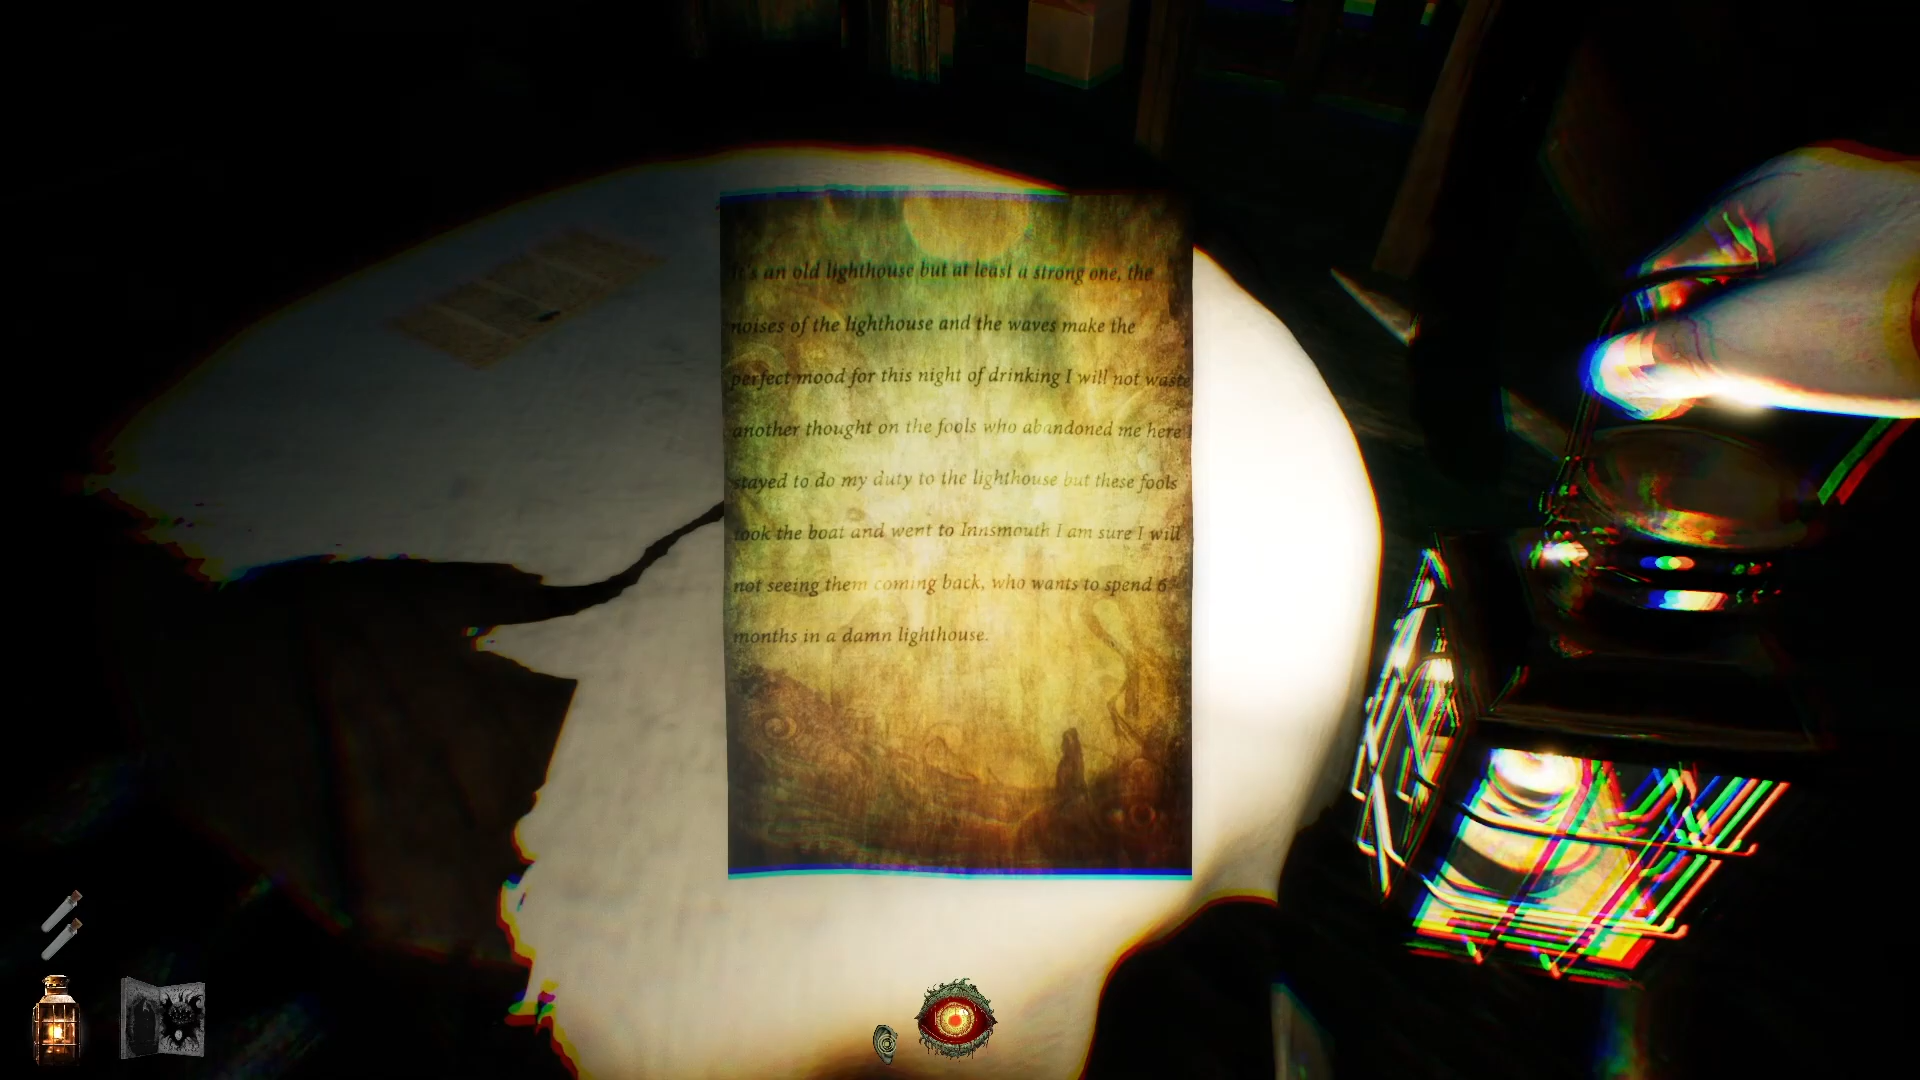 It's an old lighthouse but at least a strong one, the
noises of the lighthouse and the waves make the
perfect mood for this night of drinking I will not waste
another thought on the fools who abandoned me here I
stayed to do my duty to the lighthouse but these fools
took the boat and went to Innsmouth I am sure I will
not seeing them coming back, who wants to spend 6
months in a damn lighthouse.